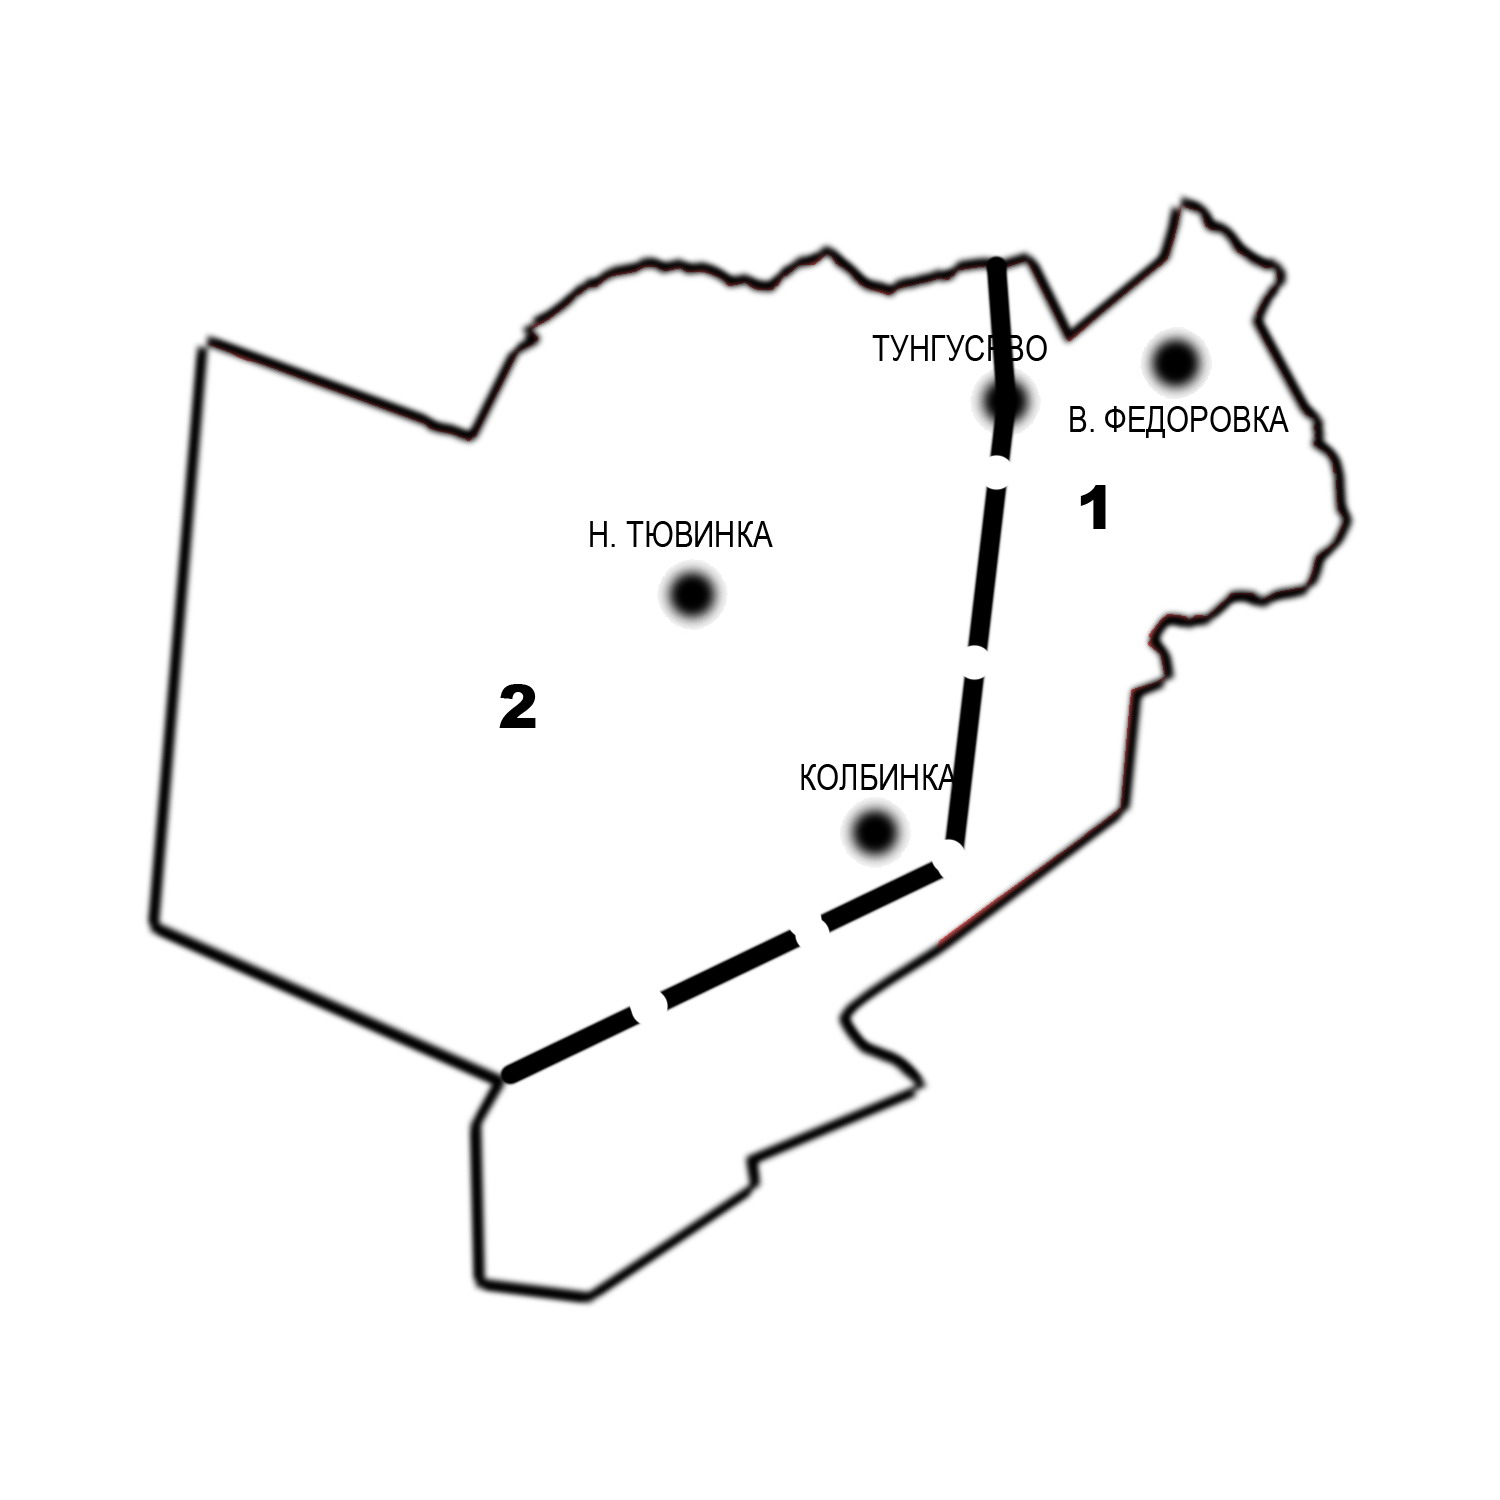 ТУНГУСОВО
В. ФЕДОРОВКА
1
Н. ТЮВИНКА
2
КОЛБИНКА